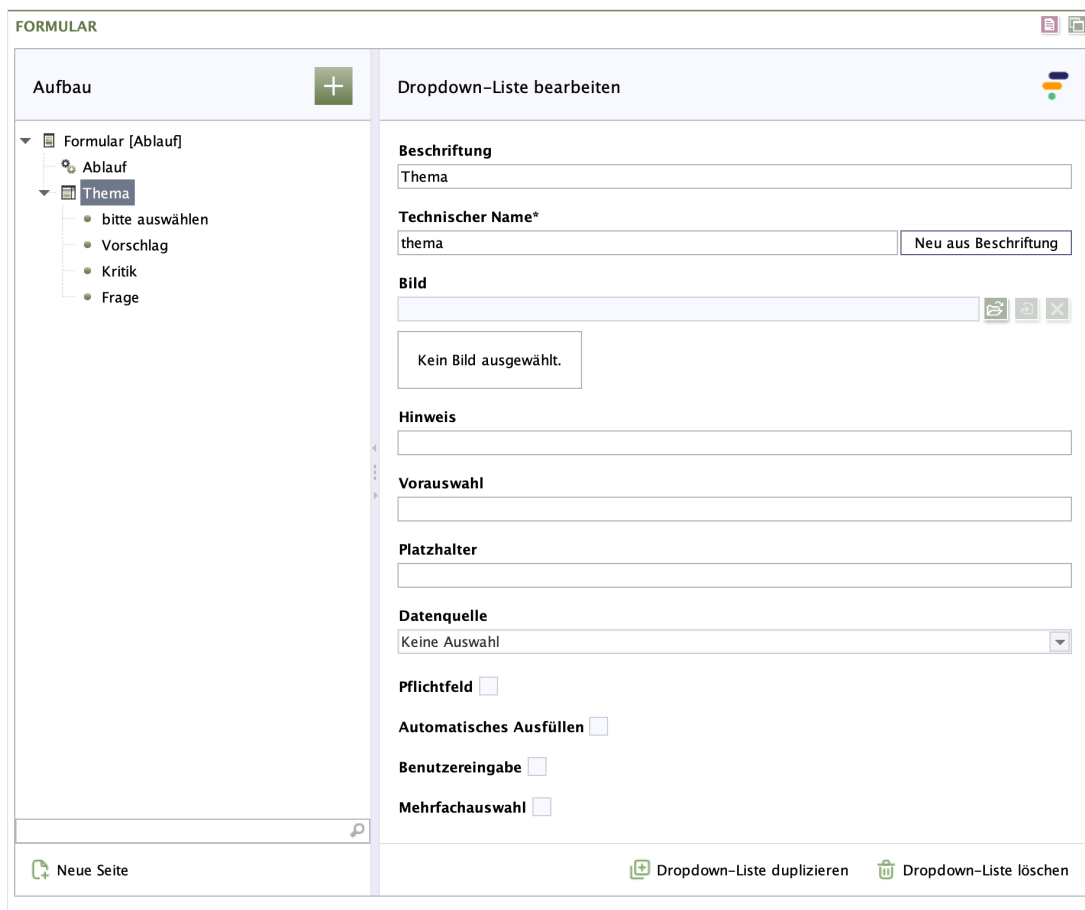 FORMULAR
Aufbau
Formular [Ablauf]
Ablauf
Thema
bitte auswählen
Vorschlag
Kritik
Frage
Neue Seite
Dropdown-Liste bearbeiten
Beschriftung
Thema
Technischer Name*
thema
Neu aus Beschriftung
Bild
Kein Bild ausgewählt.
Hinweis
Vorauswahl
Platzhalter
Datenquelle
Keine Auswahl
Pflichtfeld
Automatisches Ausfüllen
Benutzereingabe
Mehrfachauswahl
Dropdown-Liste duplizieren
Dropdown-Liste löschen